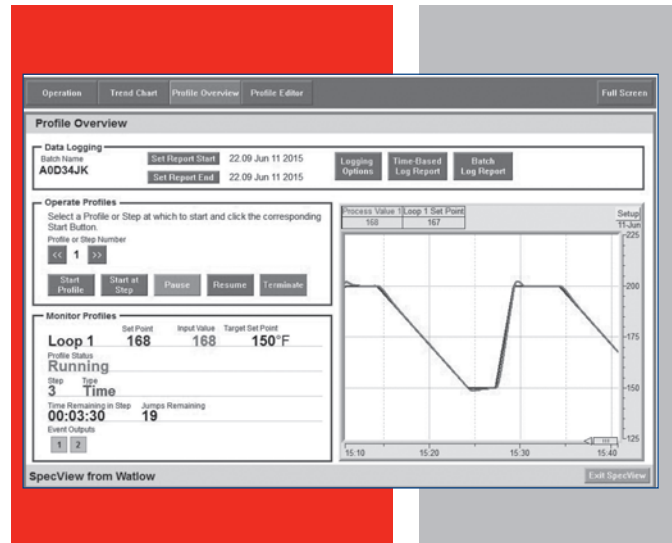 Operation Trend Chart Profile Overview Profile Editor Full Screen
Profile Overview
Data Logging
Batch Name
A0D34JK
Set Report Start 22.09 Jun 11 2015
Set Report End 22.09 Jun 11 2015
Logging Options
Time-Based Log Report
Batch Log Report
Operate Profiles
Select a Profile or Step at which to start and click the corresponding
Start Button.
Profile or Step Number
<< 1 >>
Start Profile
Start at Step
Pause
Resume
Terminate
Monitor Profiles
Set Point Input Value Target Set Point
Loop 1 168 168 150°F
Profile Status
Running
Step Type
3 Time
Time Remaining in Step Jumps Remaining
00:03:30 19
Event Outputs
1 2
Process Value 1 Loop 1 Set Point
168 167
Setup
11-Jun
225
200
175
150
125
15:10 15:20 15:30 15:40
SpecView from Watlow
Exit SpecView